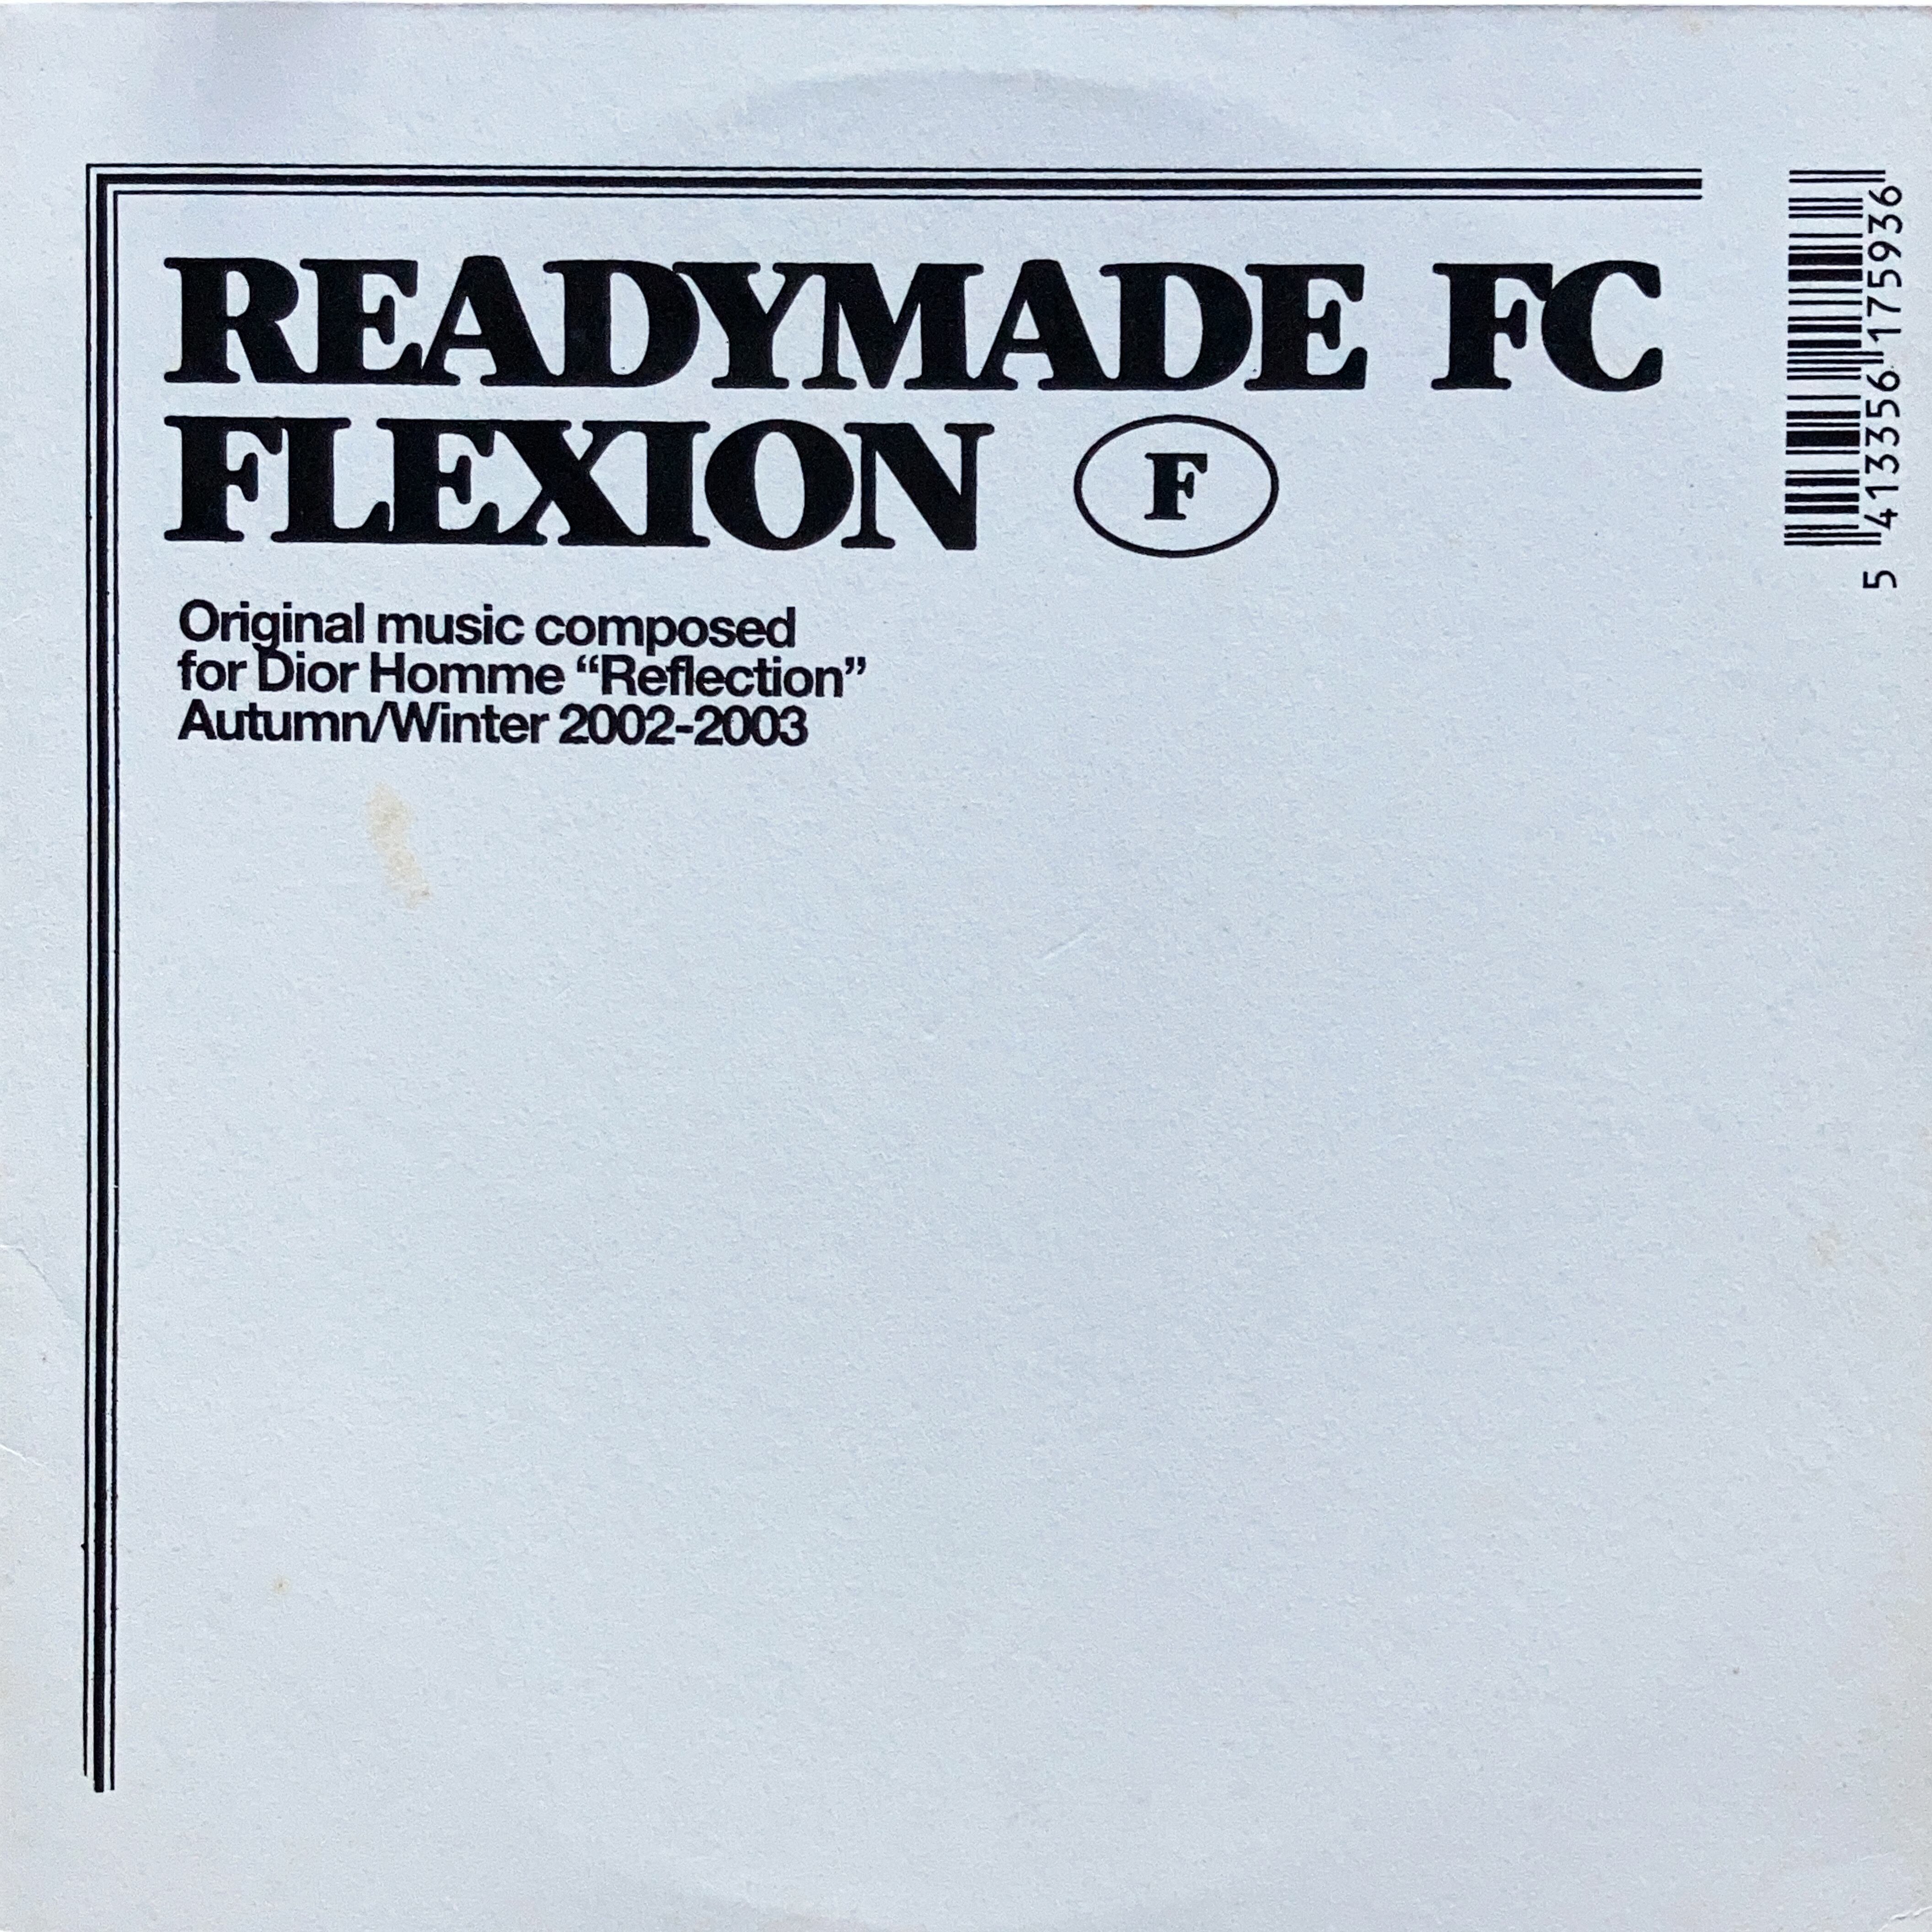 READYMADE FC
FLEXION F
Original music composed
for Dior Homme “Reflection”
Autumn/Winter 2002-2003
5 413356 175936